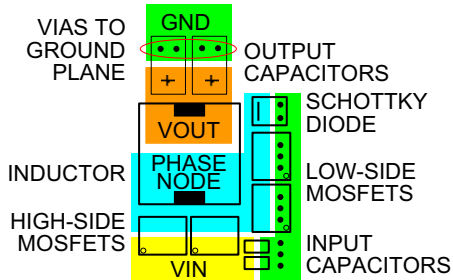 VIAS TO
GROUND
PLANE
GND
OUTPUT
CAPACITORS
+ +
SCHOTTKY
DIODE
VOUT
INDUCTOR
PHASE
NODE
LOW-SIDE
MOSFETS
HIGH-SIDE
MOSFETS
VIN
INPUT
CAPACITORS